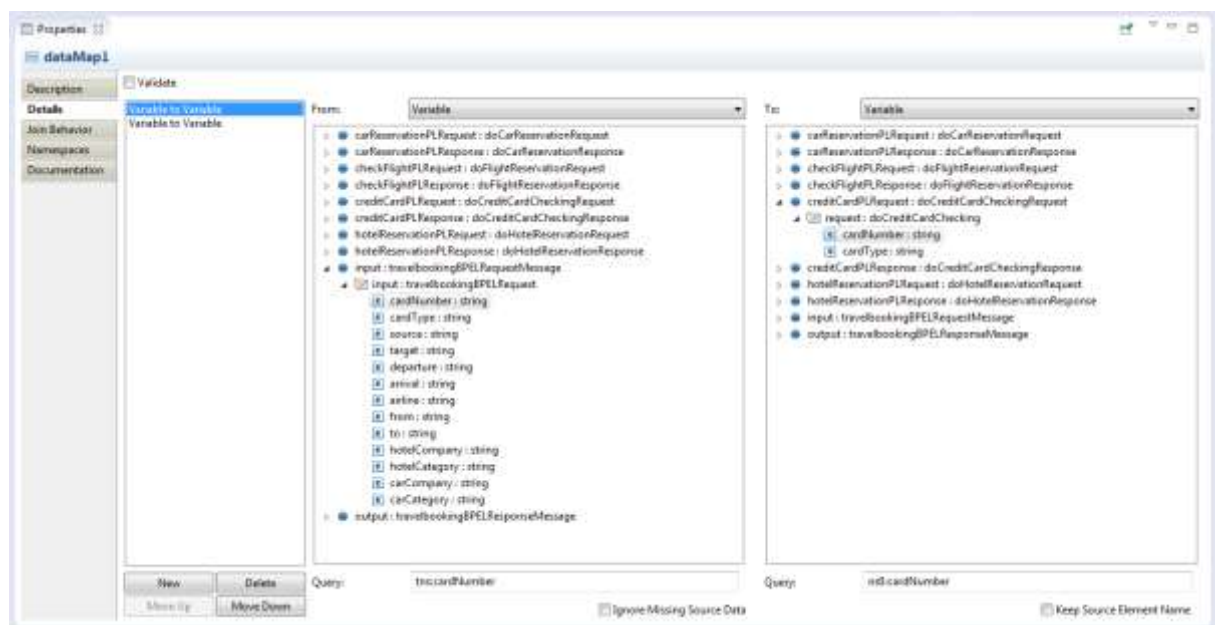 Properties
dataMap1
Description
Details
Join Behavior
Namespaces
Documentation
Validate
Variable to Variable
Variable to Variable
New
Delete
Move Up
Move Down
From:
Variable
carReservationPLRequest : doCarReservationRequest
carReservationPLResponse : doCarReservationResponse
checkFlightPLRequest : doFlightReservationRequest
checkFlightPLResponse : doFlightReservationResponse
creditCardPLRequest : doCreditCardCheckingRequest
creditCardPLResponse : doCreditCardCheckingResponse
hotelReservationPLRequest : doHotelReservationRequest
hotelReservationPLResponse : doHotelReservationResponse
input : travelbookingBPELRequestMessage
input : travelbookingBPELRequest
cardNumber : string
cardType : string
source : string
target : string
departure : string
arrival : string
airline : string
from : string
to : string
hotelCompany : string
hotelCategory : string
carCompany : string
carCategory : string
output : travelbookingBPELResponseMessage
Query:
tns:cardNumber
Ignore Missing Source Data
To:
Variable
carReservationPLRequest : doCarReservationRequest
carReservationPLResponse : doCarReservationResponse
checkFlightPLRequest : doFlightReservationRequest
checkFlightPLResponse : doFlightReservationResponse
creditCardPLRequest : doCreditCardCheckingRequest
request : doCreditCardChecking
cardNumber : string
cardType : string
creditCardPLResponse : doCreditCardCheckingResponse
hotelReservationPLRequest : doHotelReservationRequest
hotelReservationPLResponse : doHotelReservationResponse
input : travelbookingBPELRequestMessage
output : travelbookingBPELResponseMessage
Query:
Keep Source Element Name